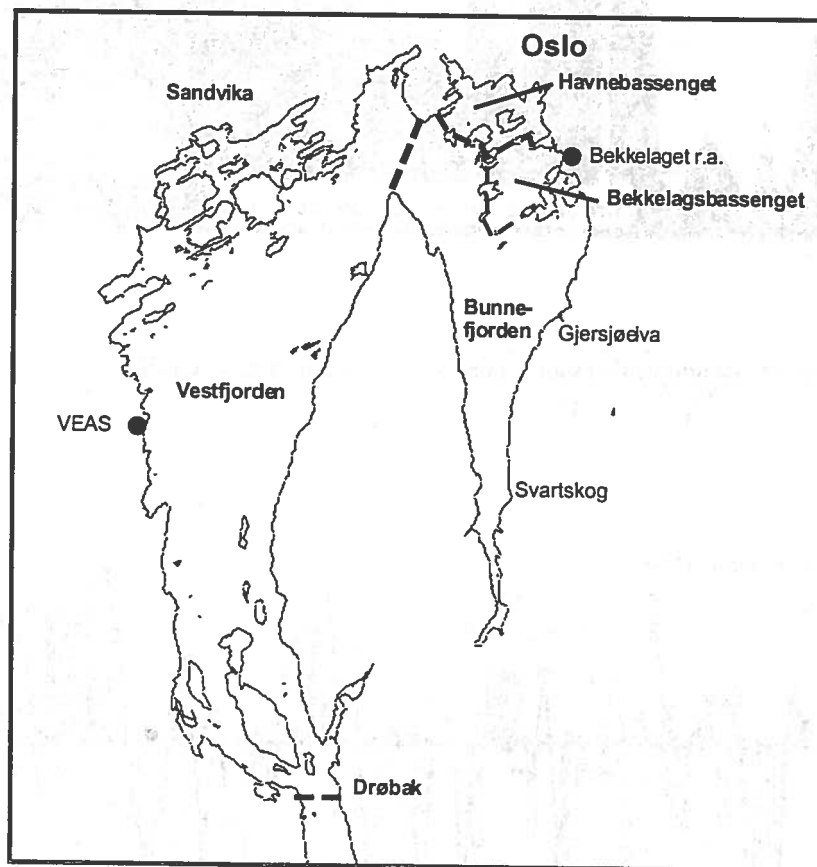 Oslo
Sandvika
Havnebassenget
Bekkelaget r.a.
Bekkelagsbassenget
Bunne-
fjorden
Gjersjøelva
Vestfjorden
VEAS
Svartskog
Drøbak